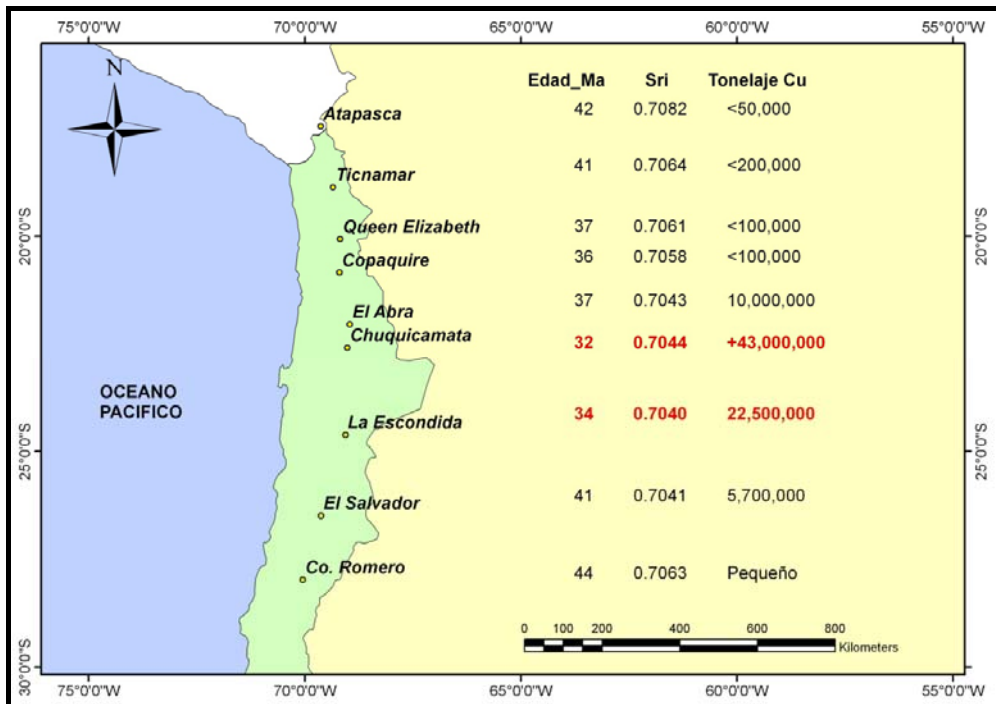 75°0'0"W 70°0'0"W 65°0'0"W 60°0'0"W 55°0'0"W
N
Edad_Ma Sri Tonelaje Cu
Atapasca 42 0.7082 <50,000
Ticnamar 41 0.7064 <200,000
Queen Elizabeth 37 0.7061 <100,000
20°0'0"S 20°0'0"S
Copaquire 36 0.7058 <100,000
El Abra 37 0.7043 10,000,000
Chuquicamata 32 0.7044 +43,000,000
OCEANO
PACIFICO
La Escondida 34 0.7040 22,500,000
25°0'0"S 25°0'0"S
El Salvador 41 0.7041 5,700,000
Co. Romero 44 0.7063 Pequeño
0 100 200 400 600 800
Kilometers
30°0'0"S 30°0'0"S
75°0'0"W 70°0'0"W 65°0'0"W 60°0'0"W 55°0'0"W